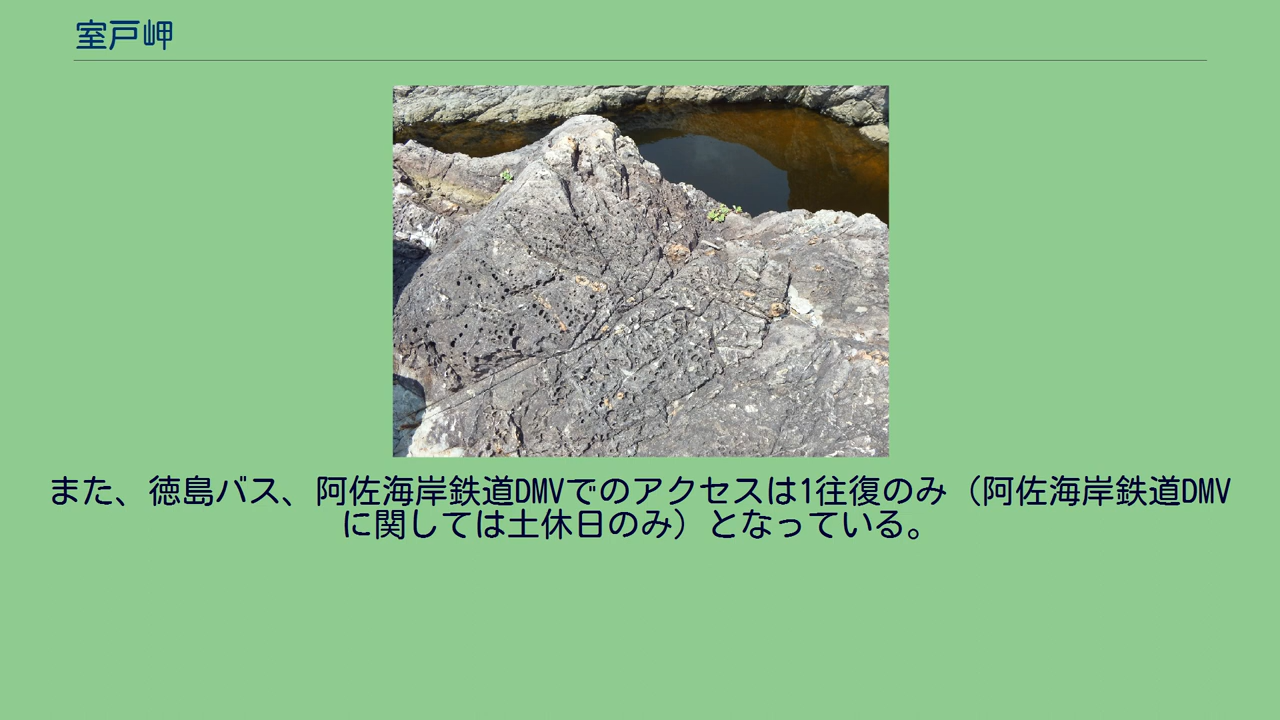 室戸岬
また、徳島バス、阿佐海岸鉄道DMVでのアクセスは1往復のみ（阿佐海岸鉄道DMV
に関しては土休日のみ）となっている。